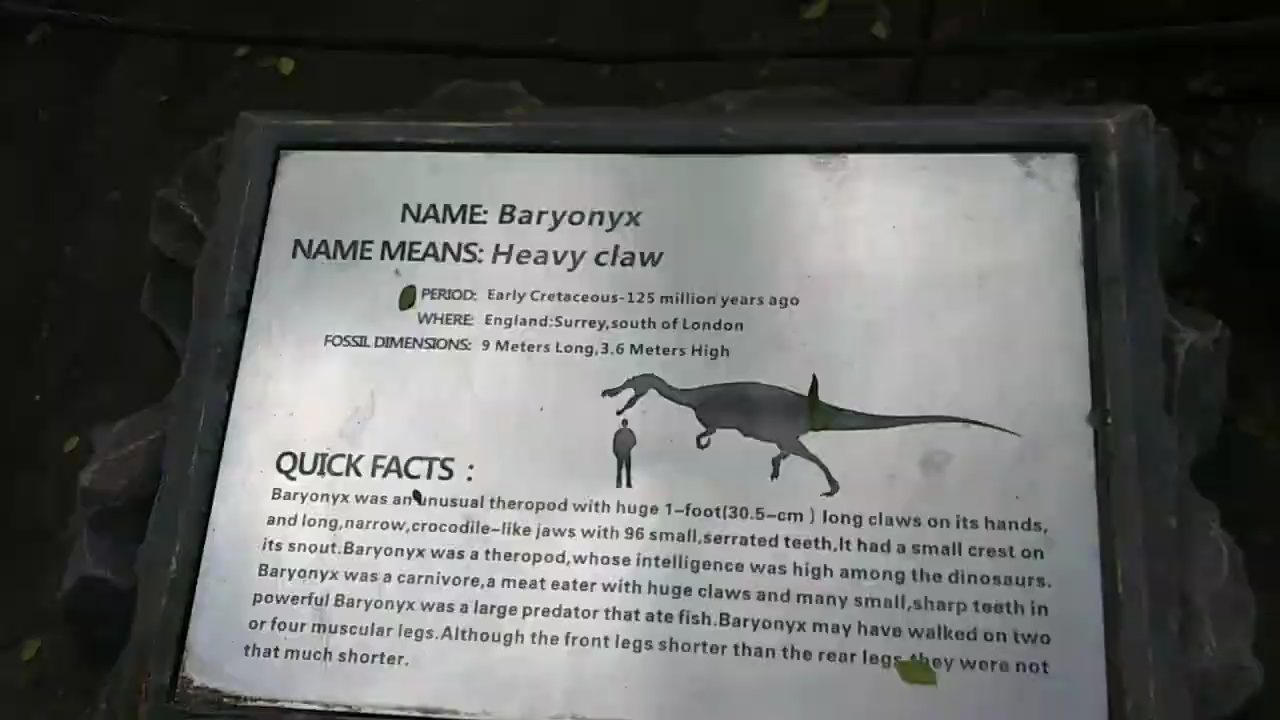 NAME: Baryonyx
NAME MEANS: Heavy claw
PERIOD: Early Cretaceous-125 million years ago
WHERE: England:Surrey,south of London
FOSSIL DIMENSIONS: 9 Meters Long,3.6 Meters High
QUICK FACTS :
Baryonyx was an unusual theropod with huge 1-foot(30.5-cm ) long claws on its hands,
and long,narrow,crocodile-like jaws with 96 small,serrated teeth.It had a small crest on
its snout.Baryonyx was a theropod,whose intelligence was high among the dinosaurs.
Baryonyx was a carnivore,a meat eater with huge claws and many small,sharp teeth in
powerful Baryonyx was a large predator that ate fish.Baryonyx may have walked on two
or four muscular legs.Although the front legs shorter than the rear legs they were not
that much shorter.